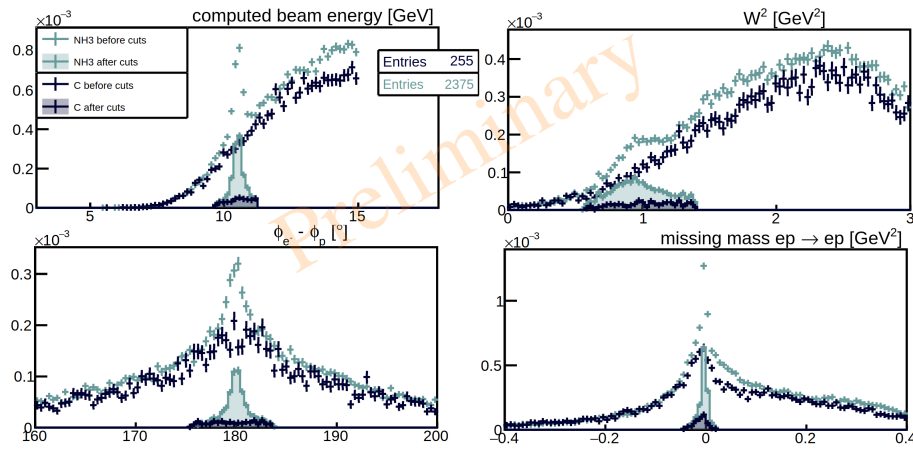 computed beam energy [GeV]
×10⁻³
NH3 before cuts
NH3 after cuts
C before cuts
C after cuts
Entries 255
Entries 2375
0.8
0.6
0.4
0.2
0
5 10 15
W² [GeV²]
×10⁻³
0.4
0.2
0
0 1 2 3
Preliminary
ϕe⁻ - ϕp [°]
×10⁻³
0.3
0.2
0.1
0
160 170 180 190 200
missing mass ep → ep [GeV²]
×10⁻³
1
0.5
0
−0.4 −0.2 0 0.2 0.4